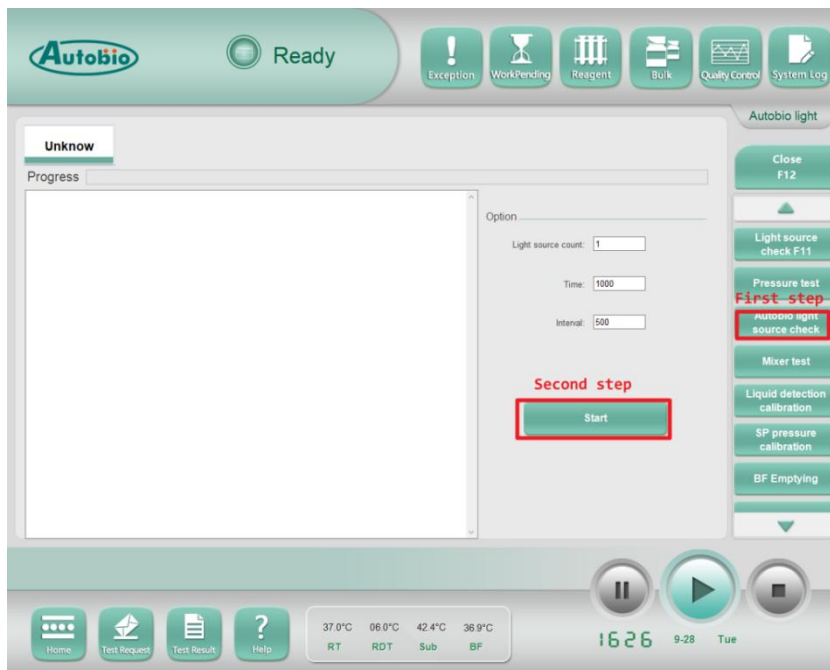 Autobio
Ready
Exception
WorkPending
Reagent
Bulk
Quality Control
System Log
Autobio light
Unknow
Progress
Close
F12
Option
Light source count: 1
Time: 1000
Interval: 500
Light source
check F11
Pressure test
First step
Autobio light
source check
Second step
Start
Mixer test
Liquid detection
calibration
SP pressure
calibration
BF Emptying
Home
Test Request
Test Result
Help
37.0°C 06.0°C 42.4°C 36.9°C
RT RDT Sub BF
1626 9-28 Tue